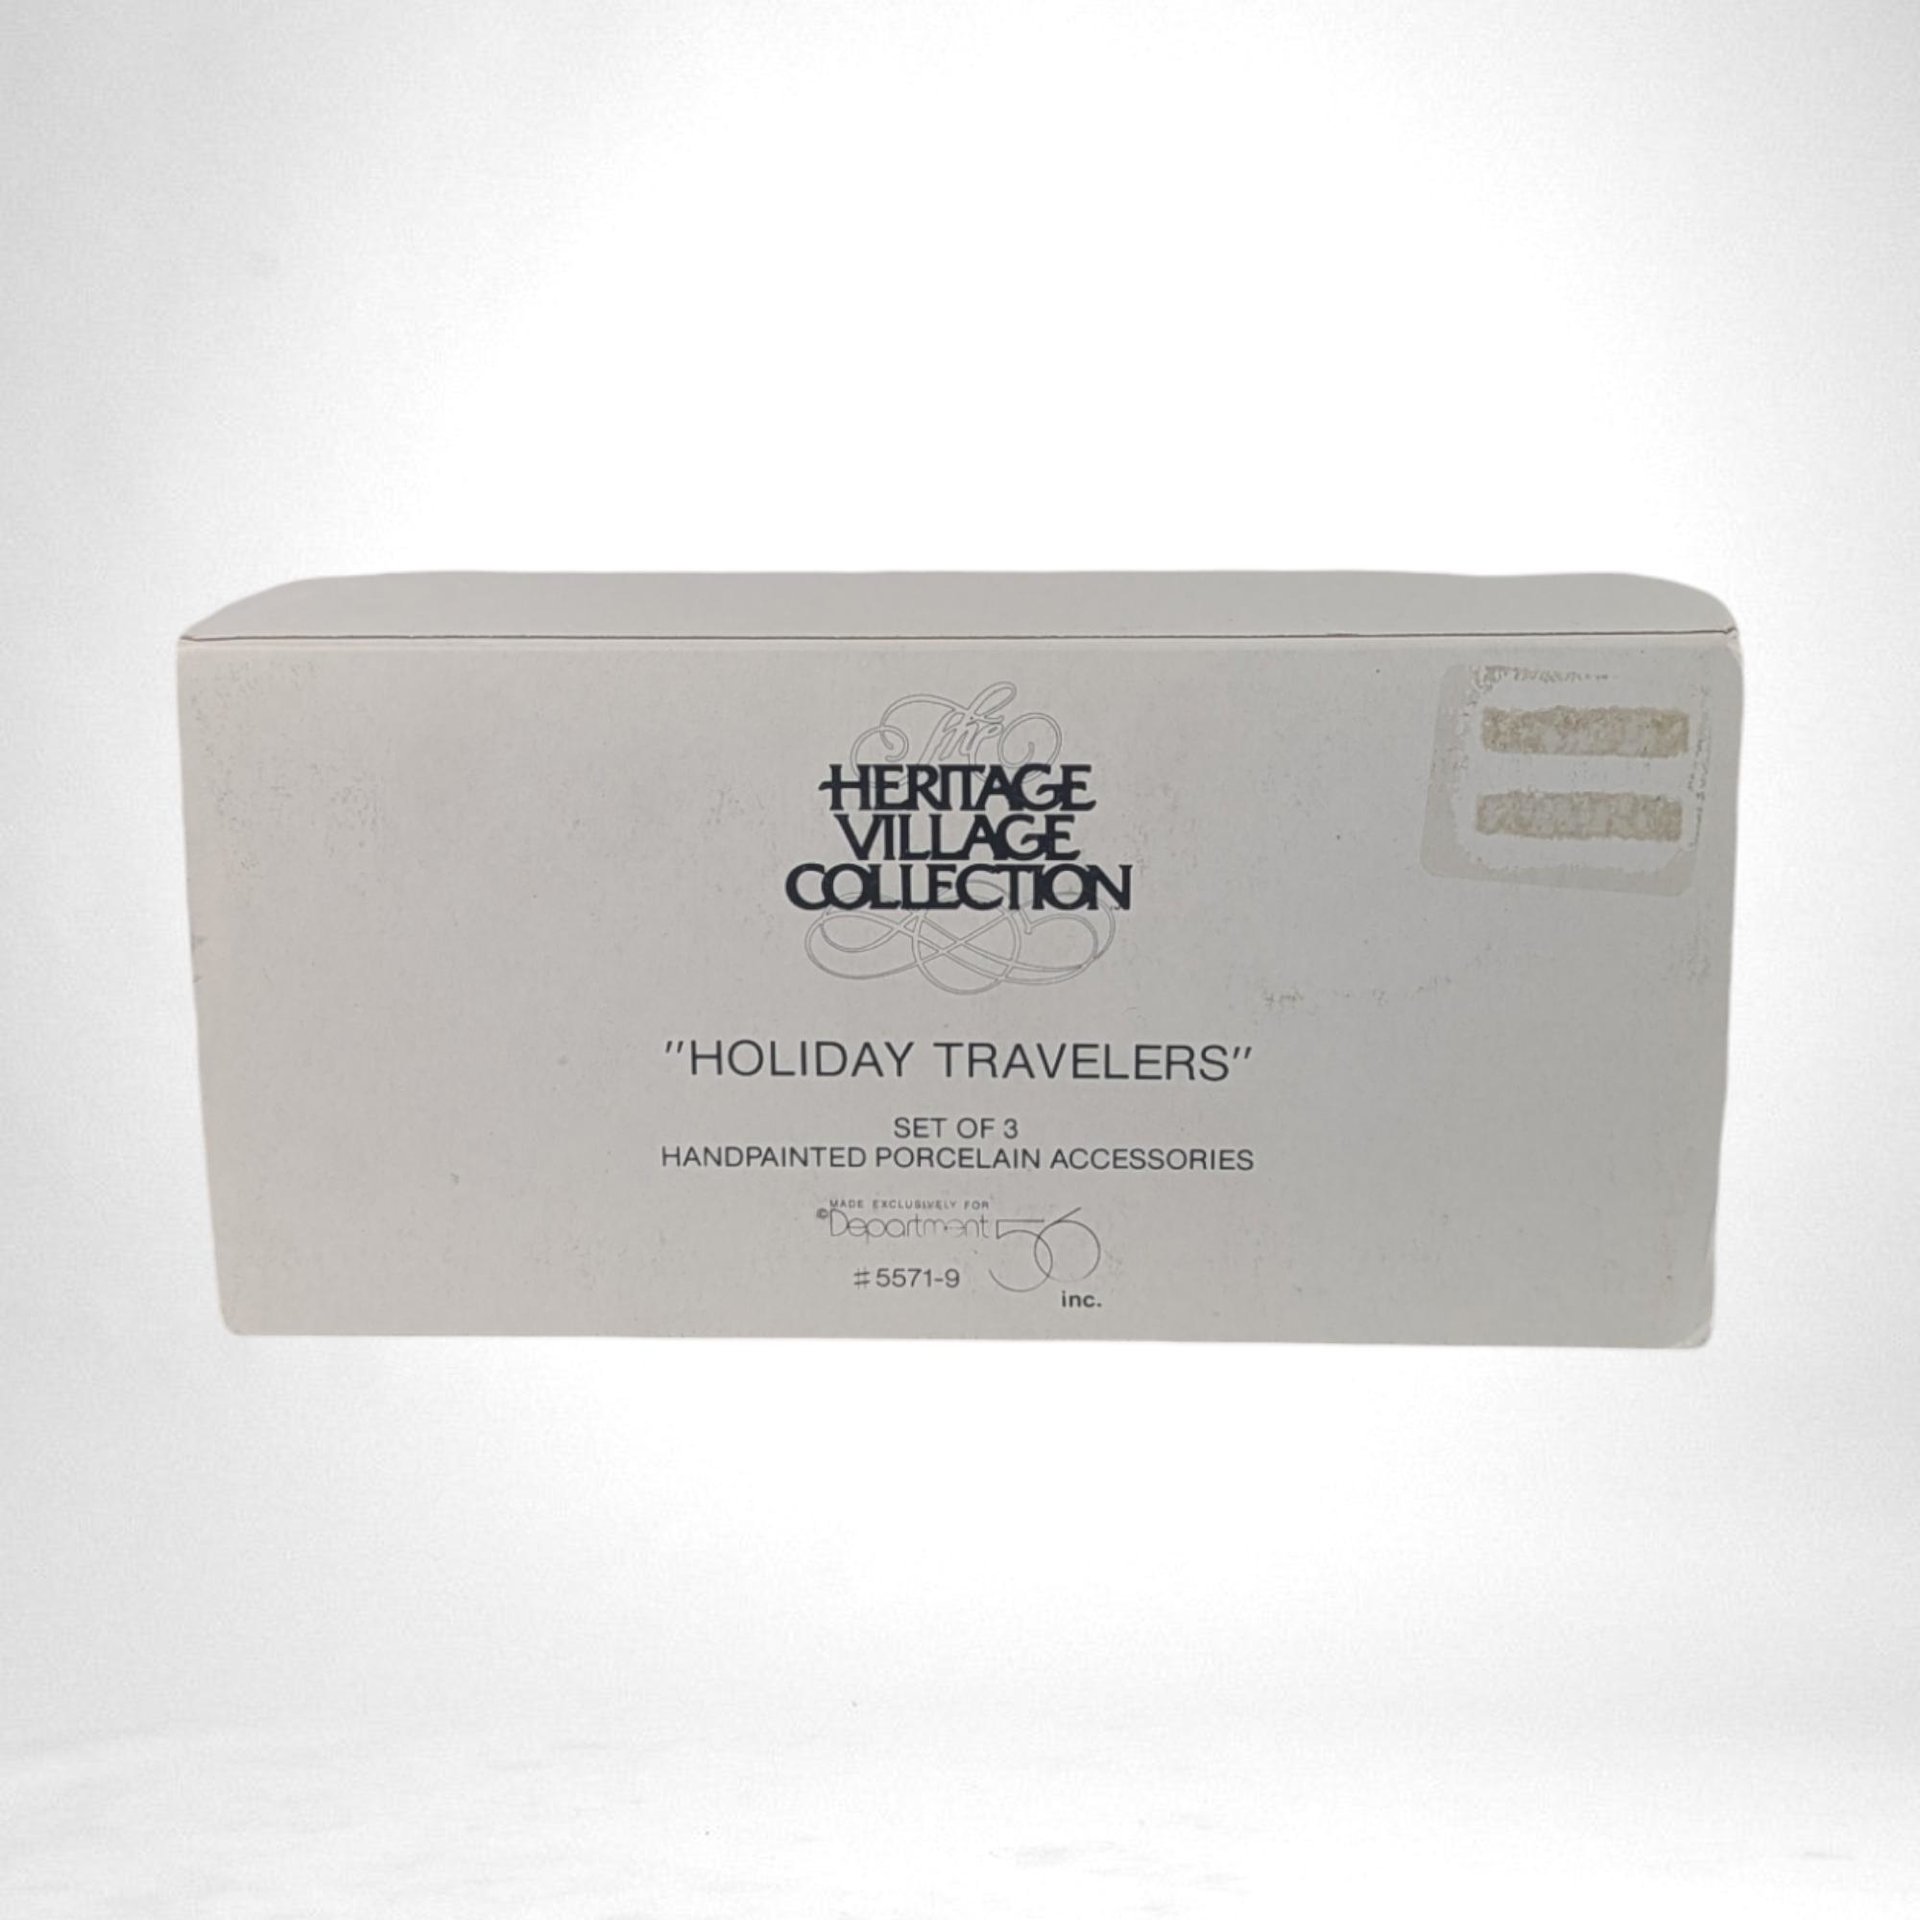 The
HERITAGE
VILLAGE
COLLECTION
"HOLIDAY TRAVELERS"
SET OF 3
HANDPAINTED PORCELAIN ACCESSORIES
MADE EXCLUSIVELY FOR
©Department 56
#5571-9
inc.